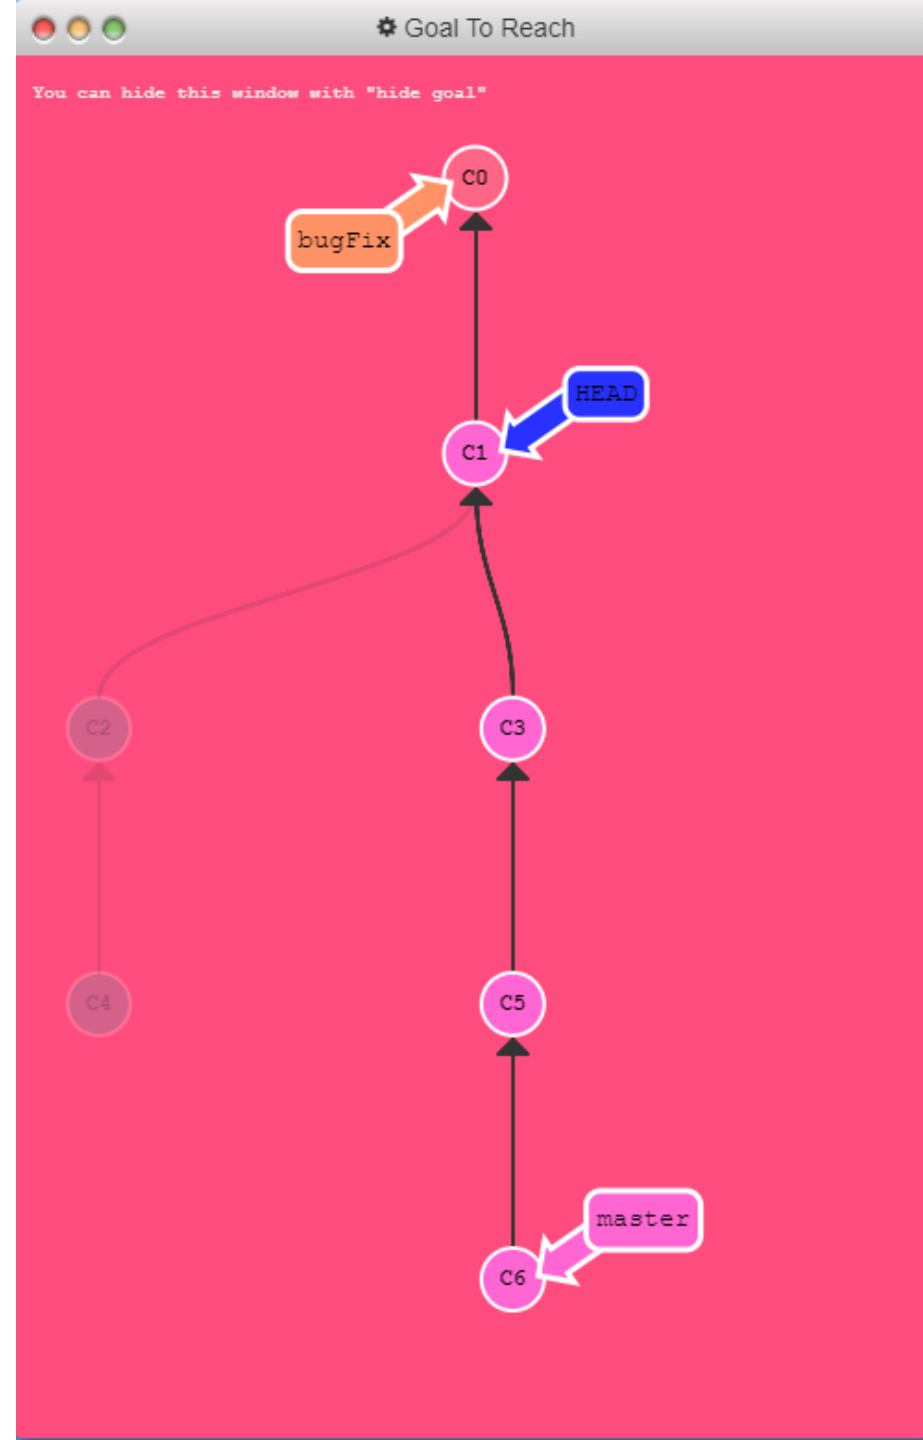 Goal To Reach
You can hide this window with "hide goal"
C0
bugFix
HEAD
C1
C2
C3
C4
C5
master
C6